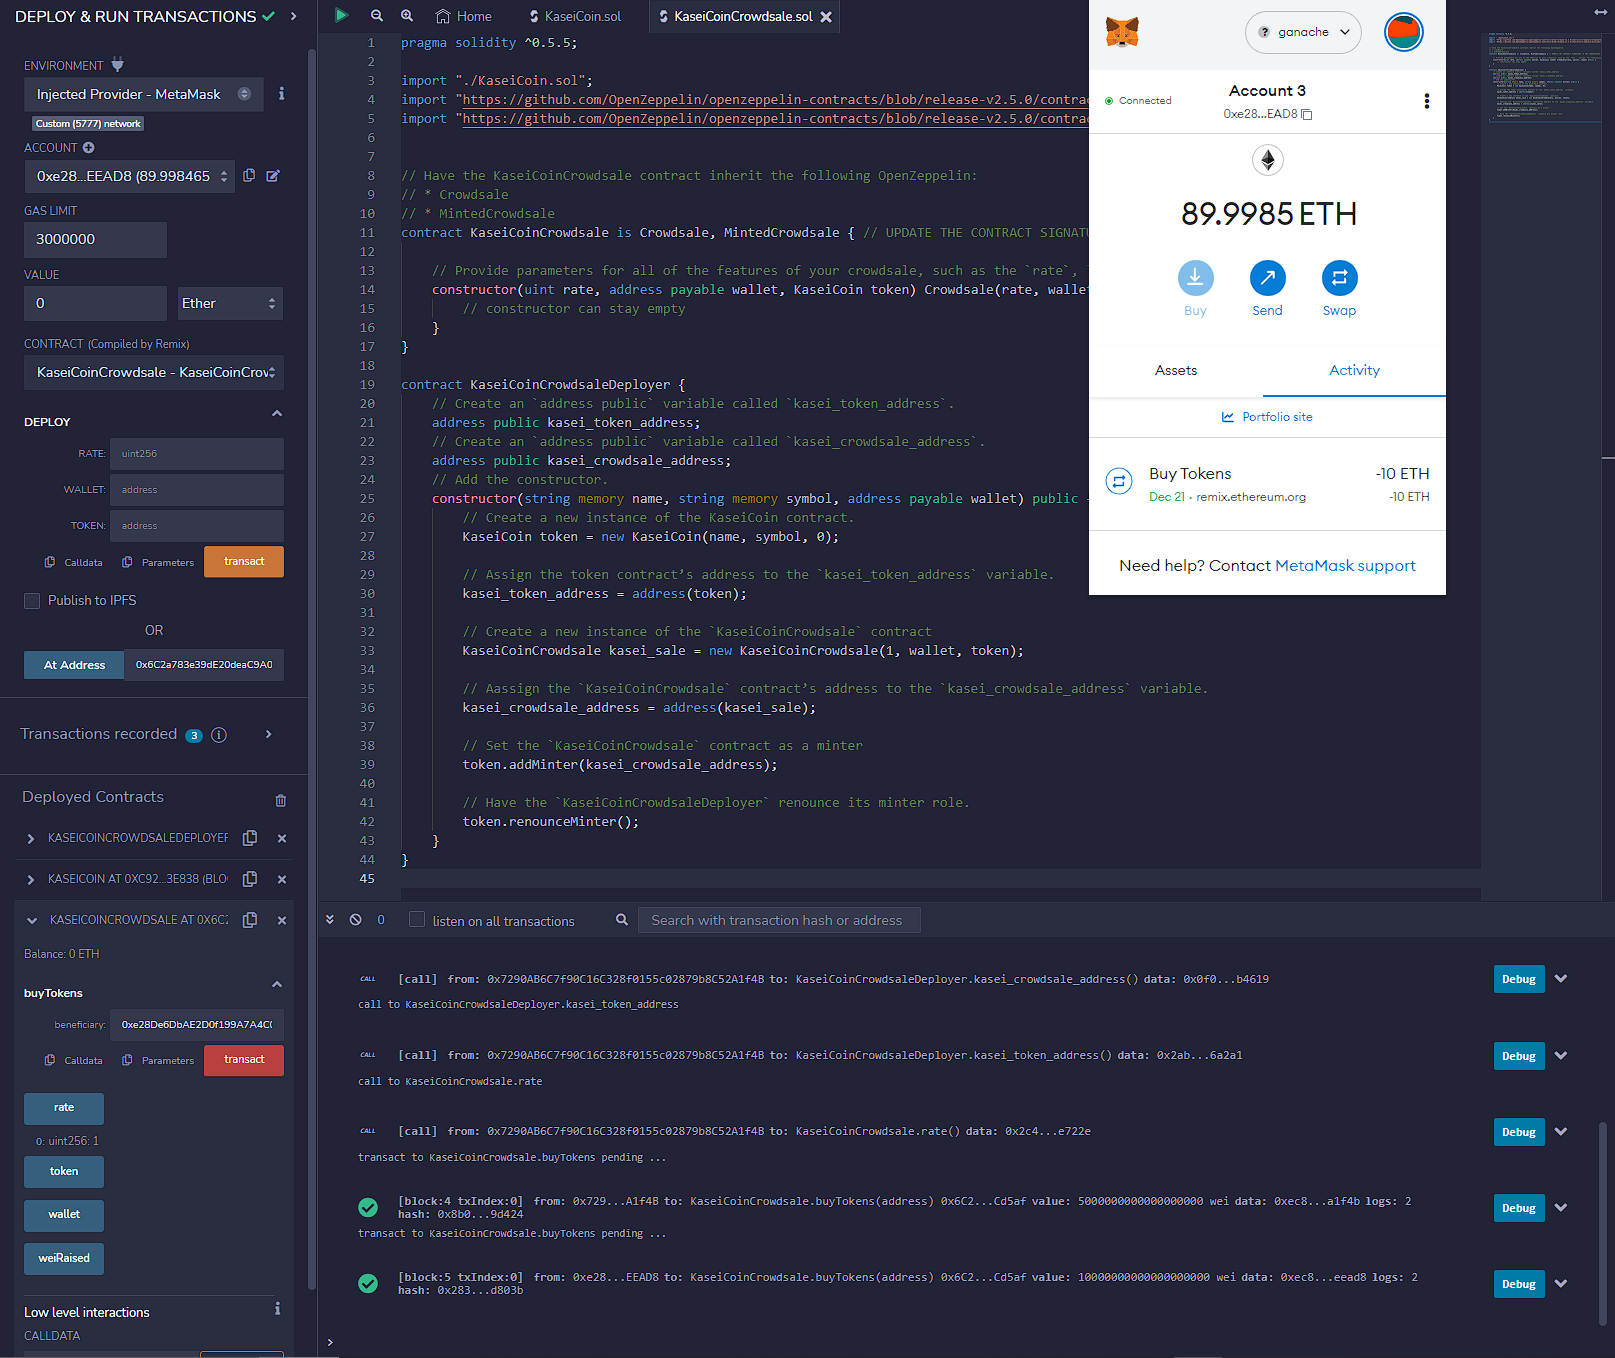 DEPLOY & RUN TRANSACTIONS
ENVIRONMENT
Injected Provider - MetaMask
Custom (5777) network
ACCOUNT
0xe28...EEAD8 (89.998465
GAS LIMIT
3000000
VALUE
0
Ether
CONTRACT (Compiled by Remix)
KaseiCoinCrowdsale - KaseiCoinCrow
DEPLOY
RATE: uint256
WALLET: address
TOKEN: address
Calldata Parameters transact
Publish to IPFS
OR
At Address 0x6C2a783e39dE20deaC9A0
Transactions recorded 3 i
Deployed Contracts
KASEICOINCROWDSALEDEPLOYER
KASEICOIN AT 0XC92...3E838 (BLO
KASEICOINCROWDSALE AT 0X6C2
Balance: 0 ETH
buyTokens
beneficiary: 0xe28De6DbAE2D0f199A7A4C0
Calldata Parameters transact
rate
0: uint256: 1
token
wallet
weiRaised
Low level interactions
CALLDATA
Home KaseiCoin.sol KaseiCoinCrowdsale.sol
1 pragma solidity ^0.5.5;
2
3 import "./KaseiCoin.sol";
4 import "https://github.com/OpenZeppelin/openzeppelin-contracts/blob/release-v2.5.0/contrac
5 import "https://github.com/OpenZeppelin/openzeppelin-contracts/blob/release-v2.5.0/contrac
6
7
8 // Have the KaseiCoinCrowdsale contract inherit the following OpenZeppelin:
9 // * Crowdsale
10 // * MintedCrowdsale
11 contract KaseiCoinCrowdsale is Crowdsale, MintedCrowdsale { // UPDATE THE CONTRACT SIGNATU
12
13 // Provide parameters for all of the features of your crowdsale, such as the `rate`,
14 constructor(uint rate, address payable wallet, KaseiCoin token) Crowdsale(rate, wallet
15 // constructor can stay empty
16 }
17 }
18
19 contract KaseiCoinCrowdsaleDeployer {
20 // Create an `address public` variable called `kasei_token_address`.
21 address public kasei_token_address;
22 // Create an `address public` variable called `kasei_crowdsale_address`.
23 address public kasei_crowdsale_address;
24 // Add the constructor.
25 constructor(string memory name, string memory symbol, address payable wallet) public
26 // Create a new instance of the KaseiCoin contract.
27 KaseiCoin token = new KaseiCoin(name, symbol, 0);
28
29 // Assign the token contract’s address to the `kasei_token_address` variable.
30 kasei_token_address = address(token);
31
32 // Create a new instance of the `KaseiCoinCrowdsale` contract
33 KaseiCoinCrowdsale kasei_sale = new KaseiCoinCrowdsale(1, wallet, token);
34
35 // Aassign the `KaseiCoinCrowdsale` contract’s address to the `kasei_crowdsale_address` variable.
36 kasei_crowdsale_address = address(kasei_sale);
37
38 // Set the `KaseiCoinCrowdsale` contract as a minter
39 token.addMinter(kasei_crowdsale_address);
40
41 // Have the `KaseiCoinCrowdsaleDeployer` renounce its minter role.
42 token.renounceMinter();
43 }
44 }
45
ganache
Connected
Account 3
0xe28...EAD8
89.9985 ETH
Buy Send Swap
Assets Activity
Portfolio site
Buy Tokens -10 ETH
Dec 21 · remix.ethereum.org -10 ETH
Need help? Contact MetaMask support
0 listen on all transactions Search with transaction hash or address
CALL [call] from: 0x7290AB6C7f90C16C328f0155c02879b8C52A1f4B to: KaseiCoinCrowdsaleDeployer.kasei_crowdsale_address() data: 0x0f0...b4619 Debug
call to KaseiCoinCrowdsaleDeployer.kasei_token_address
CALL [call] from: 0x7290AB6C7f90C16C328f0155c02879b8C52A1f4B to: KaseiCoinCrowdsaleDeployer.kasei_token_address() data: 0x2ab...6a2a1 Debug
call to KaseiCoinCrowdsale.rate
CALL [call] from: 0x7290AB6C7f90C16C328f0155c02879b8C52A1f4B to: KaseiCoinCrowdsale.rate() data: 0x2c4...e722e Debug
transact to KaseiCoinCrowdsale.buyTokens pending ...
[block:4 txIndex:0] from: 0x729...A1f4B to: KaseiCoinCrowdsale.buyTokens(address) 0x6C2...Cd5af value: 5000000000000000000 wei data: 0xec8...a1f4b logs: 2 Debug
hash: 0x8b0...9d424
transact to KaseiCoinCrowdsale.buyTokens pending ...
[block:5 txIndex:0] from: 0xe28...EEAD8 to: KaseiCoinCrowdsale.buyTokens(address) 0x6C2...Cd5af value: 10000000000000000000 wei data: 0xec8...eead8 logs: 2 Debug
hash: 0x283...d803b